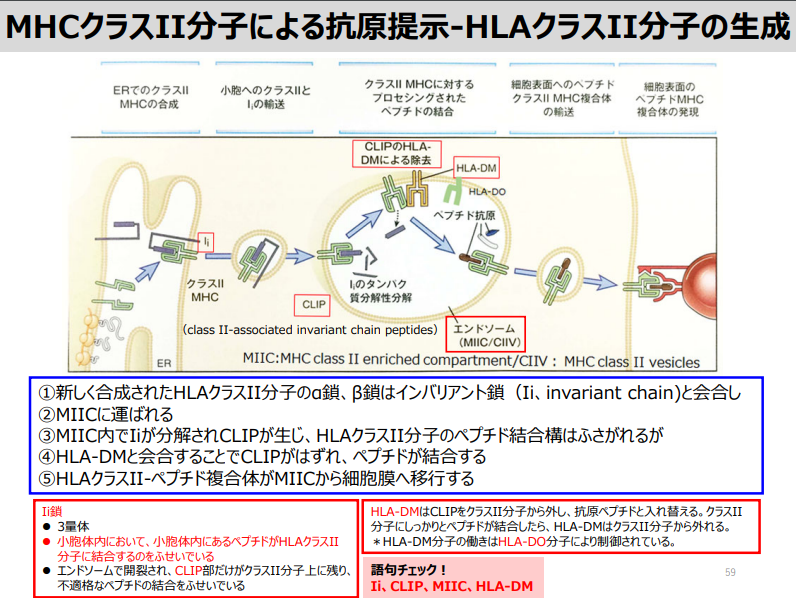 MHCクラスII分子による抗原提示-HLAクラスII分子の生成
ERでのクラスII
MHCの合成
小胞へのクラスIIと
Iiの輸送
クラスII MHCに対する
プロセシングされた
ペプチドの結合
細胞表面へのペプチド
クラスII MHC複合体
の輸送
細胞表面の
ペプチドMHC
複合体の発現
CLIPのHLA-
DMによる除去
HLA-DM
HLA-DO
ペプチド抗原
Ii
クラスII
MHC
Iiのタンパク
質分解性分解
CLIP
(class II-associated invariant chain peptides)
エンドソーム
(MIIC/CIIV)
ER
MIIC:MHC class II enriched compartment/CIIV：MHC class II vesicles
①新しく合成されたHLAクラスII分子のα鎖、β鎖はインバリアント鎖（Ii、invariant chain)と会合し
②MIICに運ばれる
③MIIC内でIiが分解されCLIPが生じ、HLAクラスII分子のペプチド結合構はふさがれるが
④HLA-DMと会合することでCLIPがはずれ、ペプチドが結合する
⑤HLAクラスII-ペプチド複合体がMIICから細胞膜へ移行する
Ii鎖
● 3量体
● 小胞体内において、小胞体内にあるペプチドがHLAクラスII
分子に結合するのをふせいでいる
● エンドソームで開裂され、CLIP部だけがクラスII分子上に残り、
不適格なペプチドの結合をふせいでいる
HLA-DMはCLIPをクラスII分子から外し、抗原ペプチドと入れ替える。クラスII
分子にしっかりとペプチドが結合したら、HLA-DMはクラスII分子から外れる。
＊HLA-DM分子の働きはHLA-DO分子により制御されている。
語句チェック！
Ii、CLIP、MIIC、HLA-DM
59